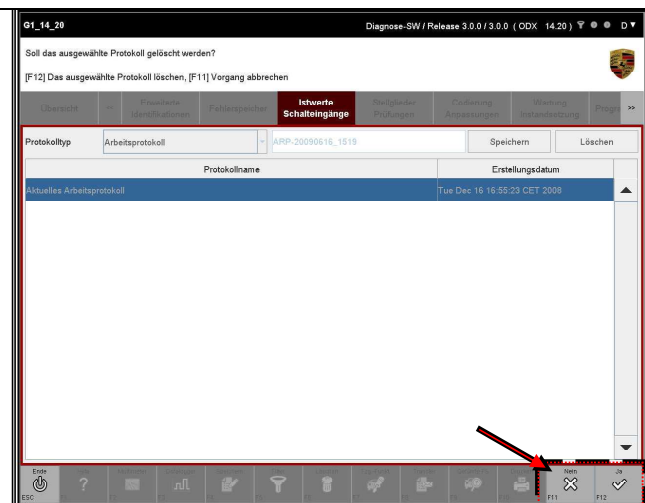 G1_14_20
Diagnose-SW / Release 3.0.0 / 3.0.0 ( ODX 14.20 )
D
Soll das ausgewählte Protokoll gelöscht werden?
[F12] Das ausgewählte Protokoll löschen, [F11] Vorgang abbrechen
Übersicht
Erweiterte Identifikationen
Fehlerspeicher
Istwerte Schalteingänge
Stellglieder Prüfungen
Codierung Anpassungen
Wartung Instandsetzung
>>
Protokolltyp
Arbeitsprotokoll
ARP-20090616_1519
Speichern
Löschen
Protokollname
Erstellungsdatum
Aktuelles Arbeitsprotokoll
Tue Dec 16 16:55:23 CET 2008
Ende
Nein
Ja
ESC
F11
F12